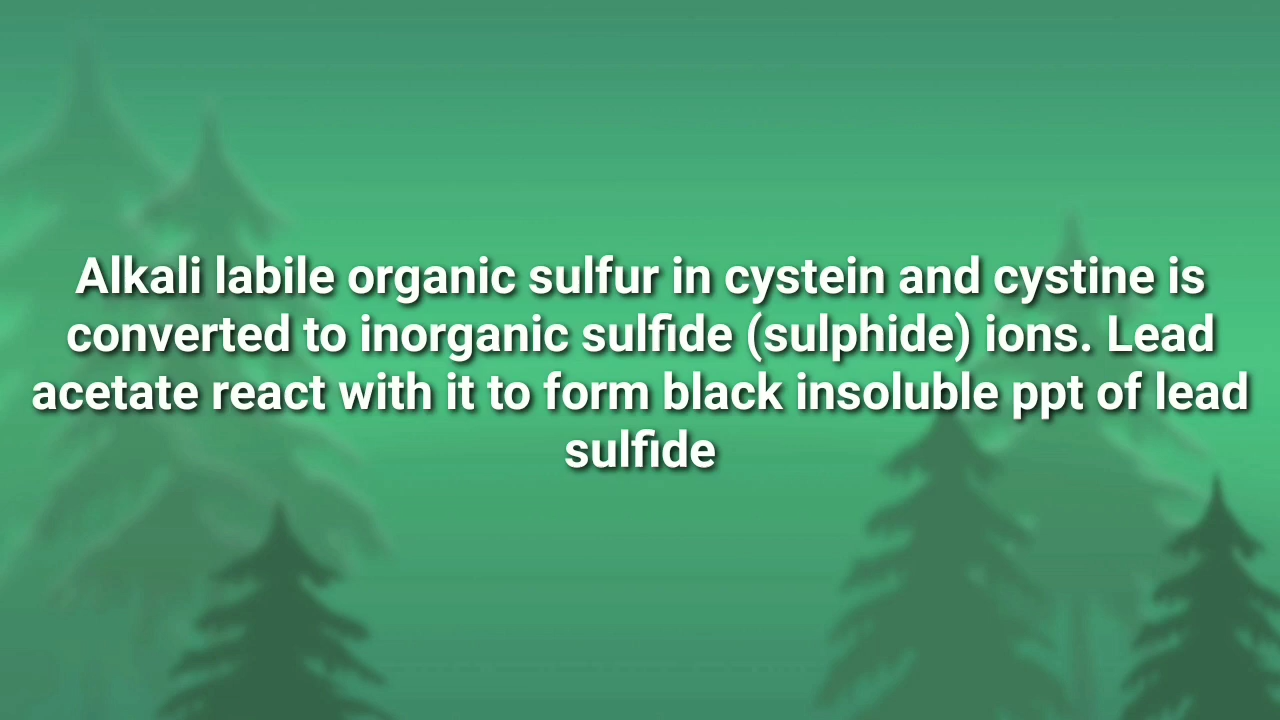 Alkali labile organic sulfur in cystein and cystine is
converted to inorganic sulfide (sulphide) ions. Lead
acetate react with it to form black insoluble ppt of lead
sulfide